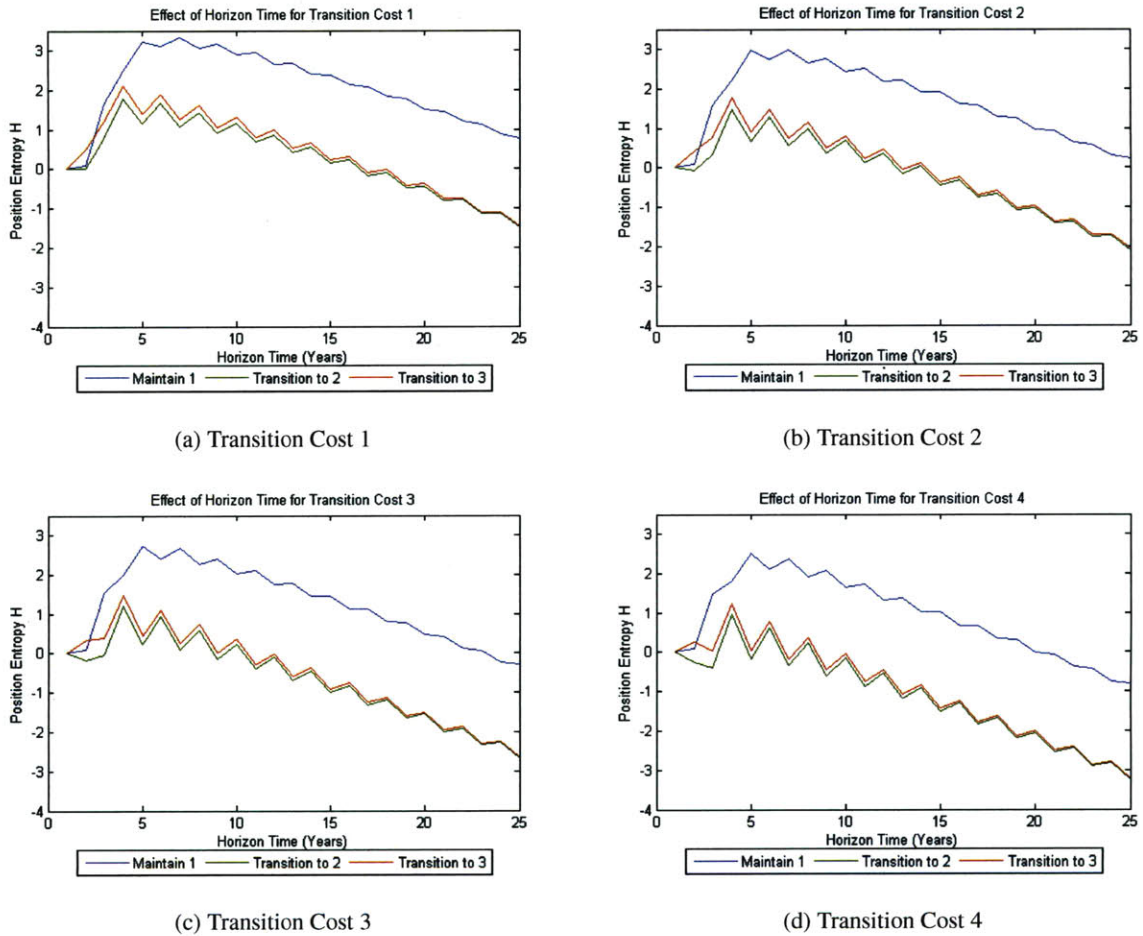 Effect of Horizon Time for Transition Cost 1
Position Entropy H
3
2
1
0
-1
-2
-3
-4
0 5 10 15 20 25
Horizon Time (Years)
Maintain 1 Transition to 2 Transition to 3
(a) Transition Cost 1
Effect of Horizon Time for Transition Cost 2
Position Entropy H
3
2
1
0
-1
-2
-3
-4
0 5 10 15 20 25
Horizon Time (Years)
Maintain 1 Transition to 2 Transition to 3
(b) Transition Cost 2
Effect of Horizon Time for Transition Cost 3
Position Entropy H
3
2
1
0
-1
-2
-3
-4
0 5 10 15 20 25
Horizon Time (Years)
Maintain 1 Transition to 2 Transition to 3
(c) Transition Cost 3
Effect of Horizon Time for Transition Cost 4
Position Entropy H
3
2
1
0
-1
-2
-3
-4
0 5 10 15 20 25
Horizon Time (Years)
Maintain 1 Transition to 2 Transition to 3
(d) Transition Cost 4